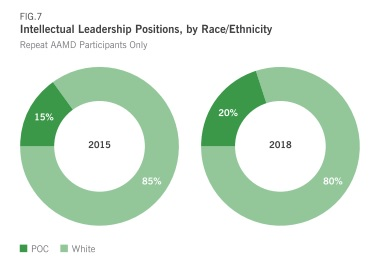 FIG.7
Intellectual Leadership Positions, by Race/Ethnicity
Repeat AAMD Participants Only
15%
2015
85%
20%
2018
80%
POC White